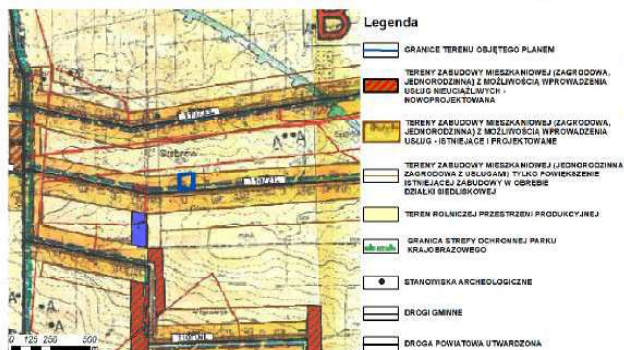 B
Legenda
GRANICE TERENU OBJĘTEGO PLANEM
TERENY ZABUDOWY MIESZKANIOWEJ (ZAGRODOWA,
JEDNORODZINNA) Z MOŻLIWOŚCIĄ WPROWADZENIA
USŁUG NIEUCIĄŻLIWYCH -
NOWOPROJEKTOWANA
TERENY ZABUDOWY MIESZKANIOWEJ (ZAGRODOWA,
JEDNORODZINNA) Z MOŻLIWOŚCIĄ WPROWADZENIA
USŁUG - ISTNIEJĄCE I PROJEKTOWANE
TERENY ZABUDOWY MIESZKANIOWEJ (JEDNORODZINNA
ZAGRODOWA Z USŁUGAMI) TYLKO POWIĘKSZENIE
ISTNIEJĄCEJ ZABUDOWY W OBRĘBIE
DZIAŁKI SIEDLISKOWEJ
TEREN ROLNICZEJ PRZESTRZENI PRODUKCYJNEJ
GRANICA STREFY OCHRONNEJ PARKU
KRAJOBRAZOWEGO
STANOWISKA ARCHEOLOGICZNE
DROGI GMINNE
DROGA POWIATOWA UTWARDZONA
A A
A
A
A
0 125 250 500